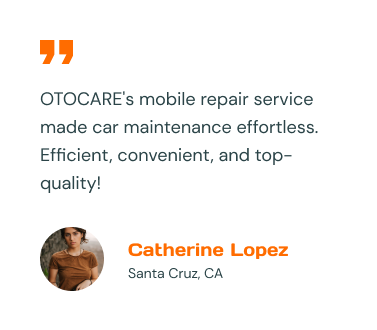 OTOCARE's mobile repair service
made car maintenance effortless.
Efficient, convenient, and top-
quality!
Catherine Lopez
Santa Cruz, CA